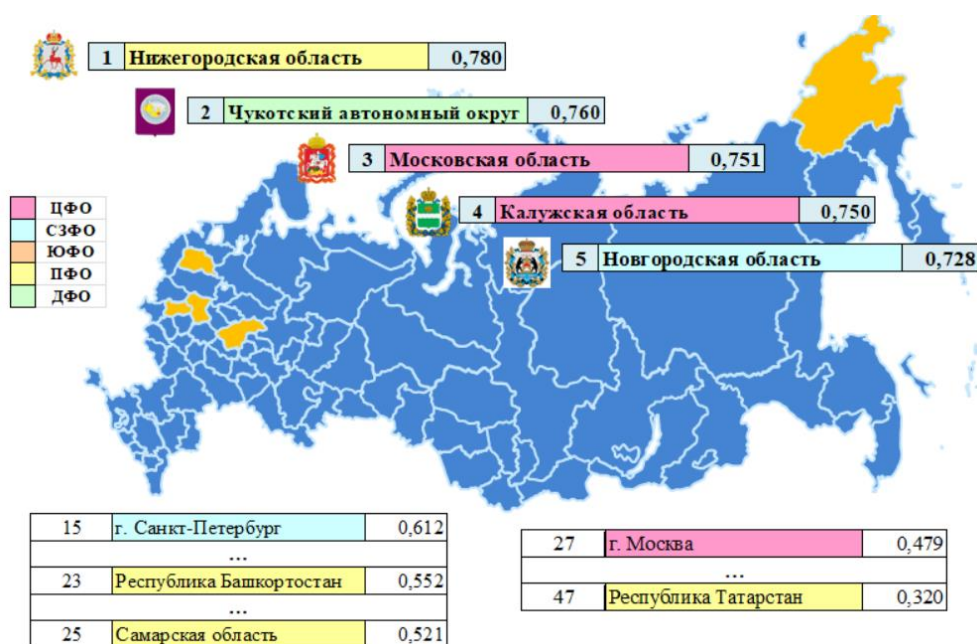 1 Нижегородская область 0,780
2 Чукотский автономный округ 0,760
3 Московская область 0,751
4 Калужская область 0,750
5 Новгородская область 0,728
ЦФО
СЗФО
ЮФО
ПФО
ДФО
15 г. Санкт-Петербург 0,612
...
23 Республика Башкортостан 0,552
...
25 Самарская область 0,521
27 г. Москва 0,479
...
47 Республика Татарстан 0,320